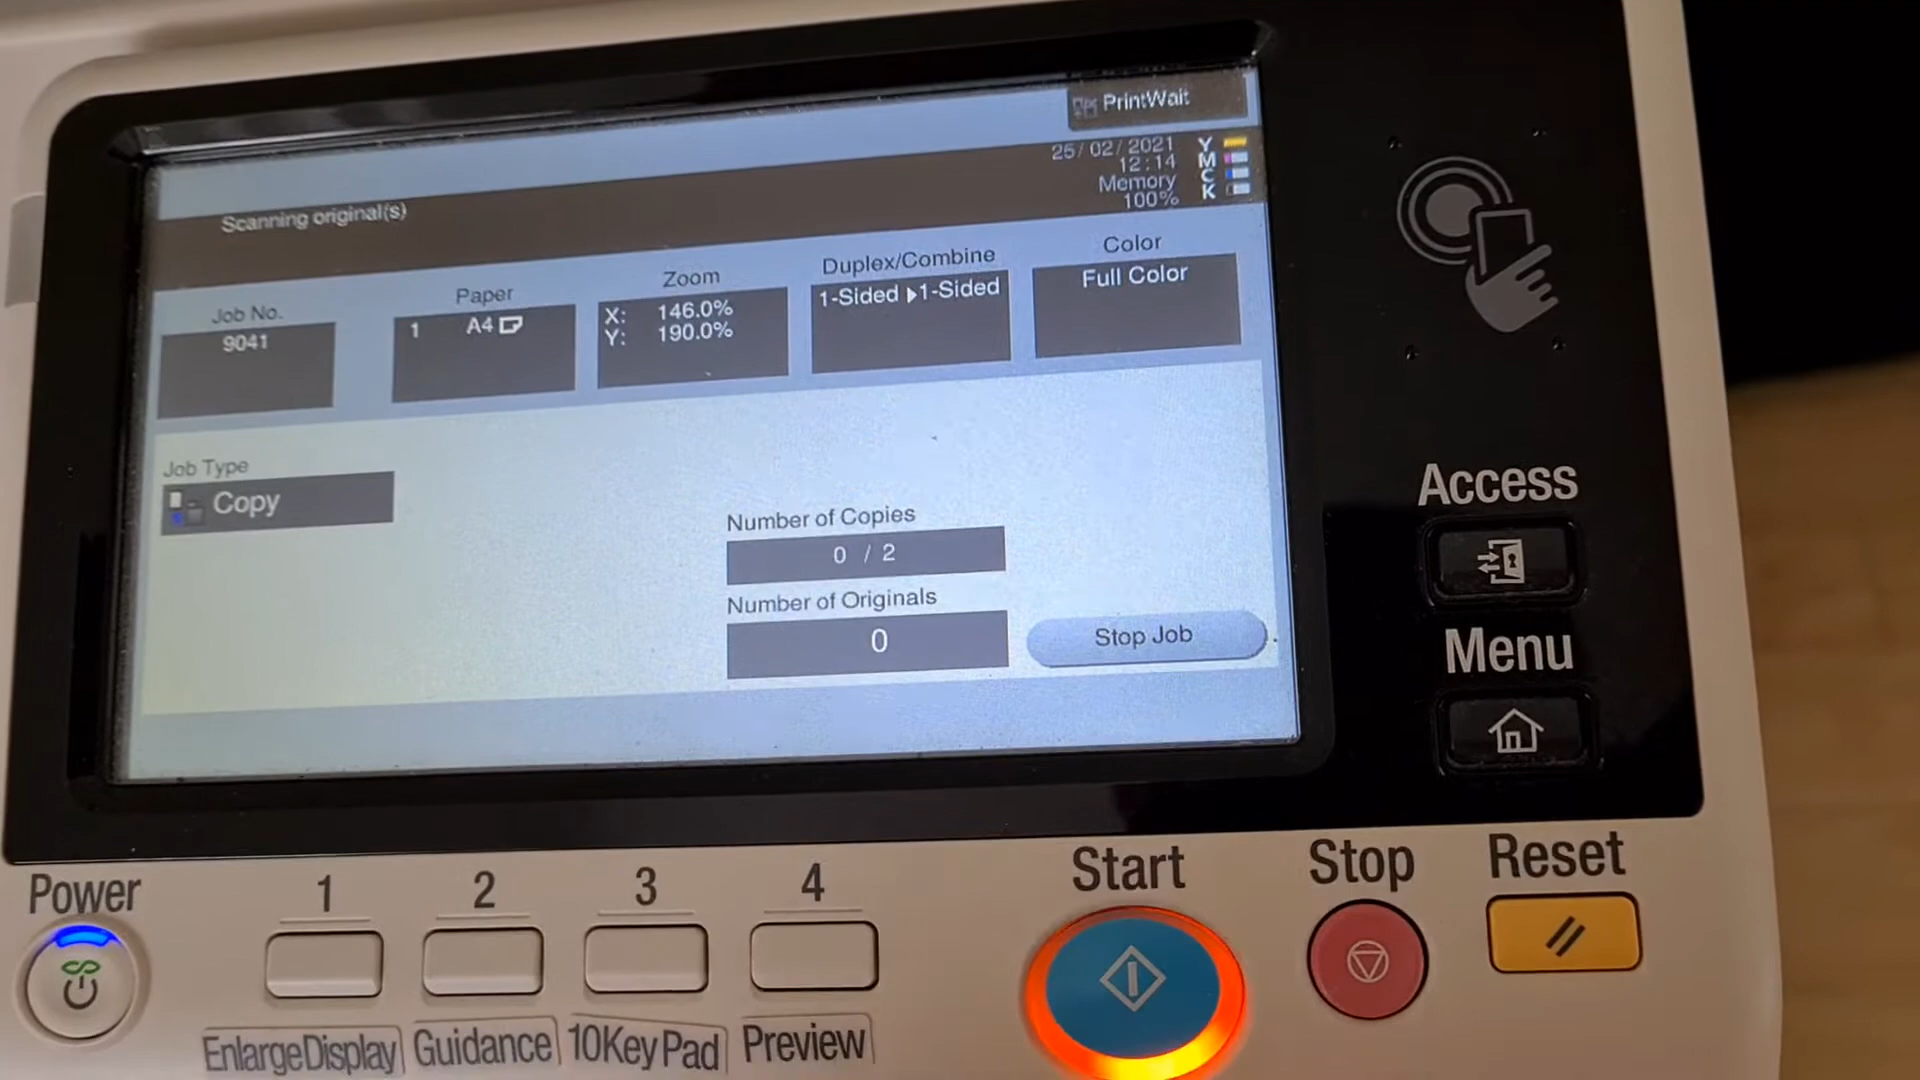 PrintWait
25/02/2021
12:14
Memory
100%
Y
M
C
K
Scanning original(s)
Job No.
9041
Paper
1 A4
Zoom
X: 146.0%
Y: 190.0%
Duplex/Combine
1-Sided ▶1-Sided
Color
Full Color
Job Type
Copy
Number of Copies
0 / 2
Number of Originals
0
Stop Job
Access
Menu
Power
1
2
3
4
Start
Stop
Reset
EnlargeDisplay
Guidance
10KeyPad
Preview